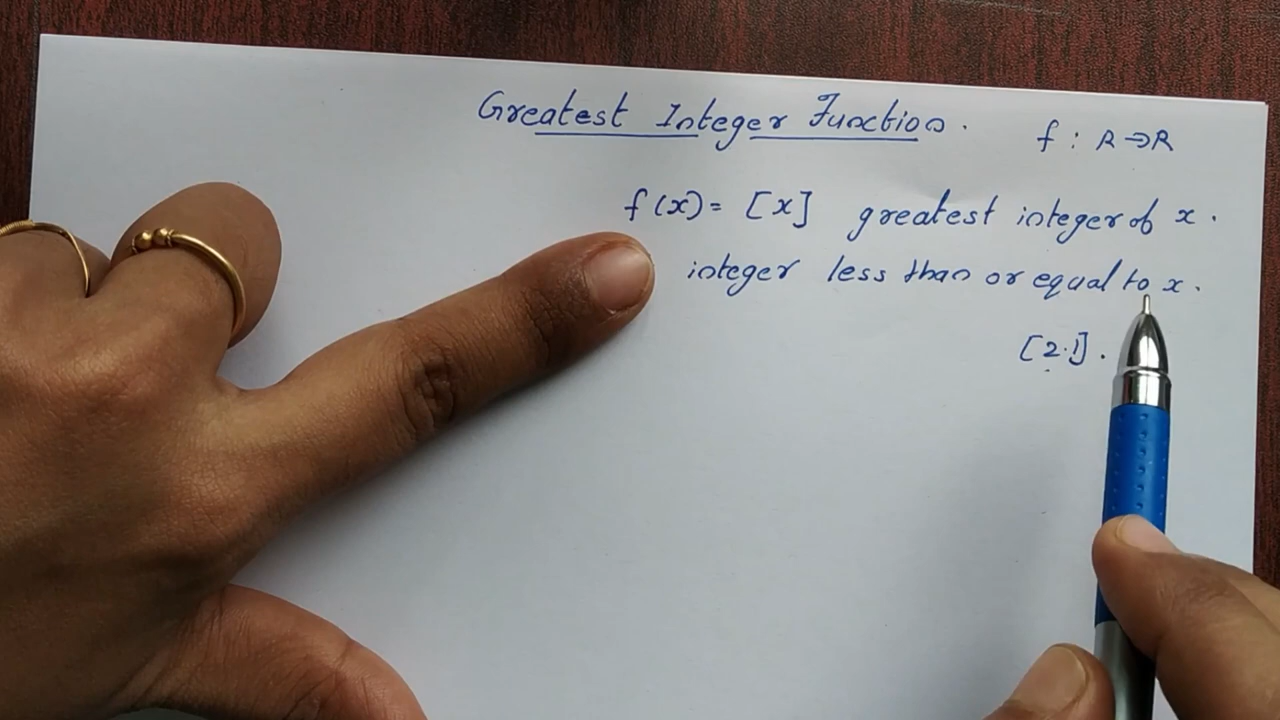 Greatest Integer Function.
f : R → R
f(x) = [x] greatest integer of x.
integer less than or equal to x.
[2.1].